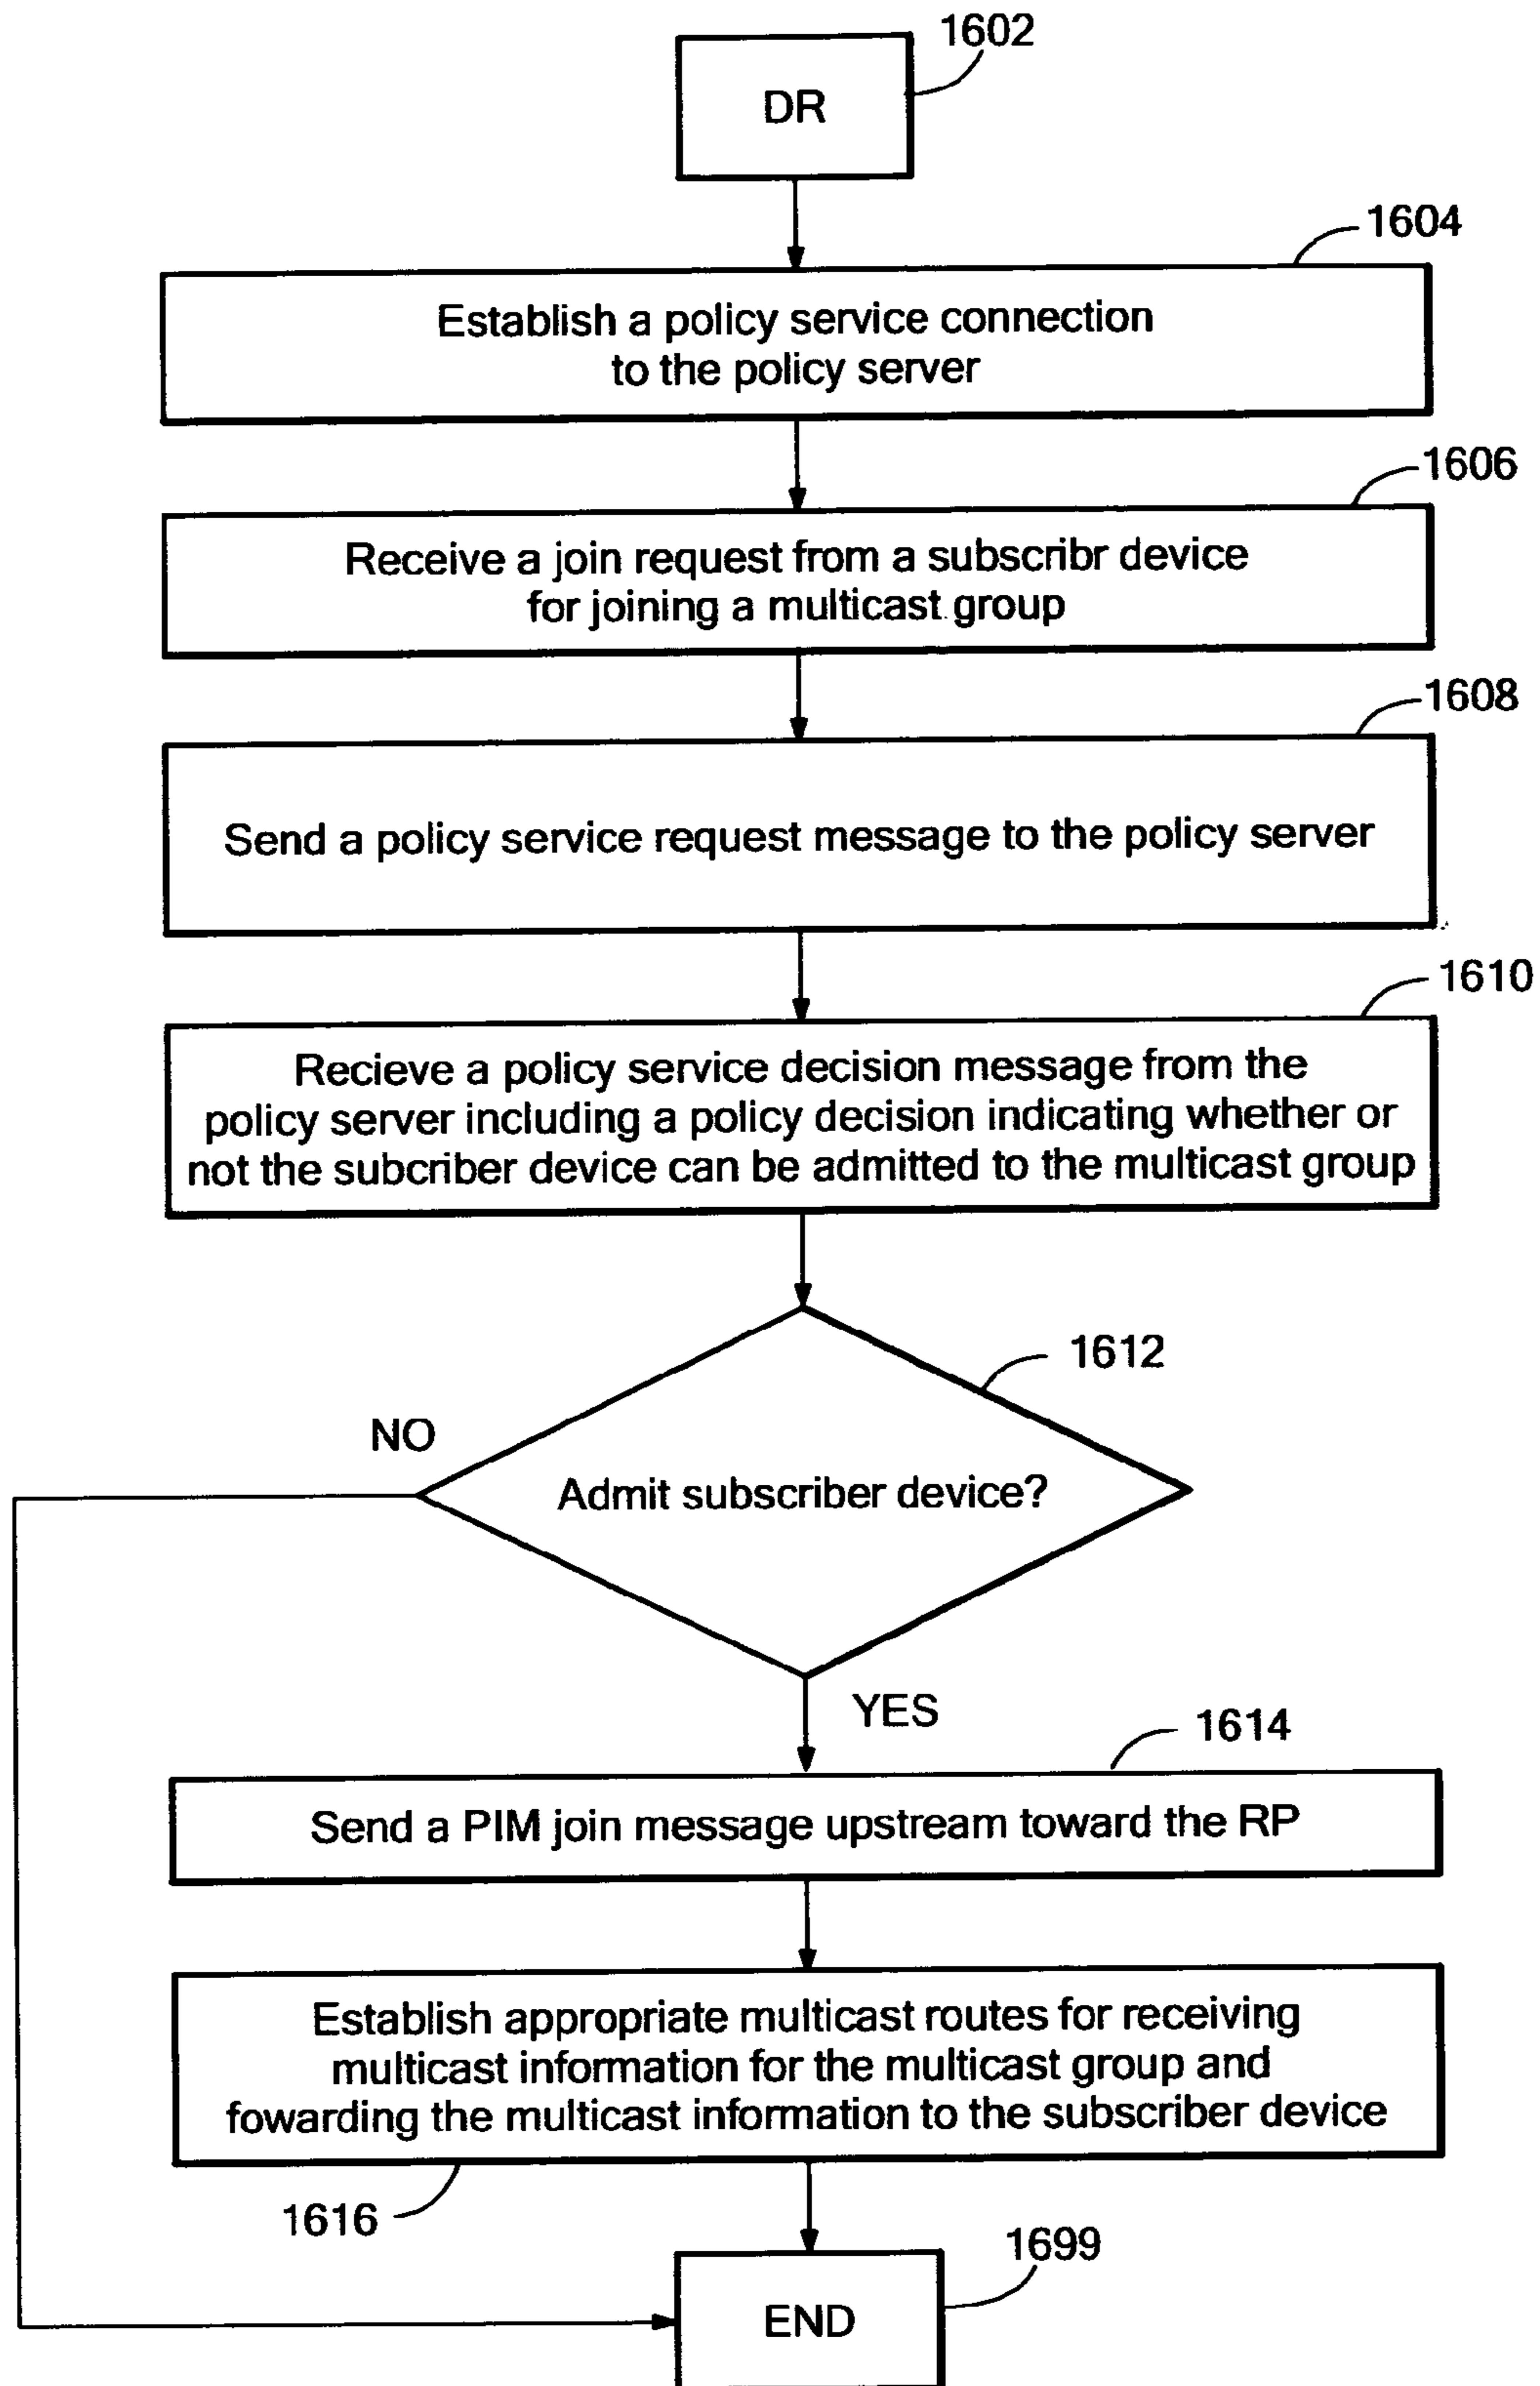 1602
DR
1604
Establish a policy service connection
to the policy server
1606
Receive a join request from a subscribr device
for joining a multicast group
1608
Send a policy service request message to the policy server
1610
Recieve a policy service decision message from the
policy server including a policy decision indicating whether or
not the subcriber device can be admitted to the multicast group
1612
NO
Admit subscriber device?
YES
1614
Send a PIM join message upstream toward the RP
Establish appropriate multicast routes for receiving
multicast information for the multicast group and
fowarding the multicast information to the subscriber device
1616
1699
END